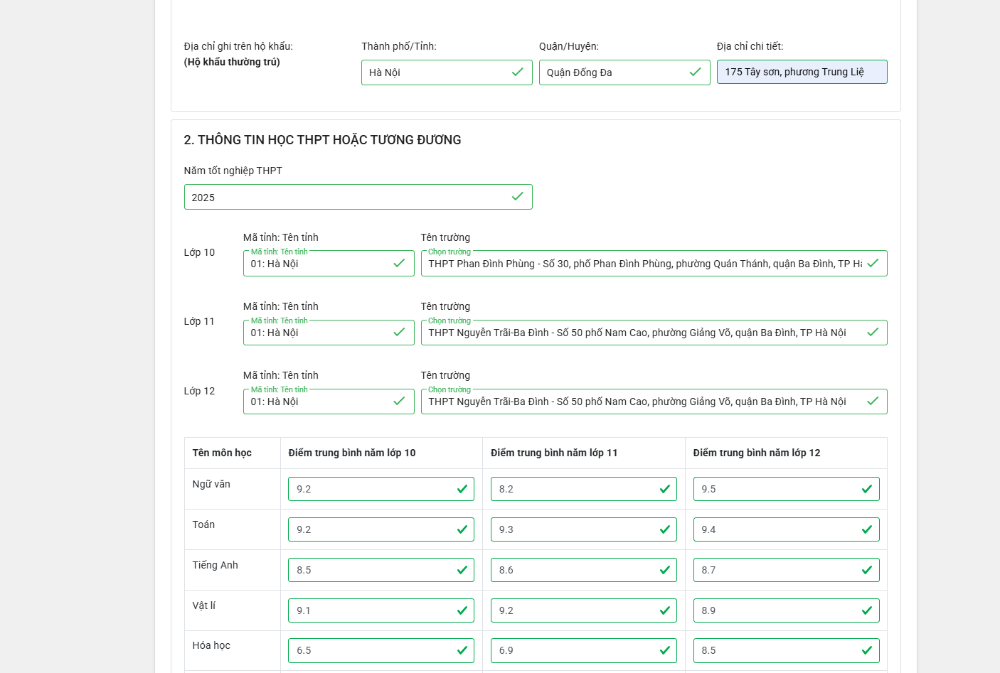 Địa chỉ ghi trên hộ khẩu:
(Hộ khẩu thường trú)
Thành phố/Tỉnh:
Hà Nội
Quận/Huyện:
Quận Đống Đa
Địa chỉ chi tiết:
175 Tây sơn, phương Trung Liệ
2. THÔNG TIN HỌC THPT HOẶC TƯƠNG ĐƯƠNG
Năm tốt nghiệp THPT
2025
Lớp 10
Mã tỉnh: Tên tỉnh
Mã tỉnh: Tên tỉnh
01: Hà Nội
Tên trường
Chọn trường
THPT Phan Đình Phùng - Số 30, phố Phan Đình Phùng, phường Quán Thánh, quận Ba Đình, TP Hà
Lớp 11
Mã tỉnh: Tên tỉnh
Mã tỉnh: Tên tỉnh
01: Hà Nội
Tên trường
Chọn trường
THPT Nguyễn Trãi-Ba Đình - Số 50 phố Nam Cao, phường Giảng Võ, quận Ba Đình, TP Hà Nội
Lớp 12
Mã tỉnh: Tên tỉnh
Mã tỉnh: Tên tỉnh
01: Hà Nội
Tên trường
Chọn trường
THPT Nguyễn Trãi-Ba Đình - Số 50 phố Nam Cao, phường Giảng Võ, quận Ba Đình, TP Hà Nội
Tên môn học Điểm trung bình năm lớp 10 Điểm trung bình năm lớp 11 Điểm trung bình năm lớp 12
Ngữ văn 9.2 8.2 9.5
Toán 9.2 9.3 9.4
Tiếng Anh 8.5 8.6 8.7
Vật lí 9.1 9.2 8.9
Hóa học 6.5 6.9 8.5